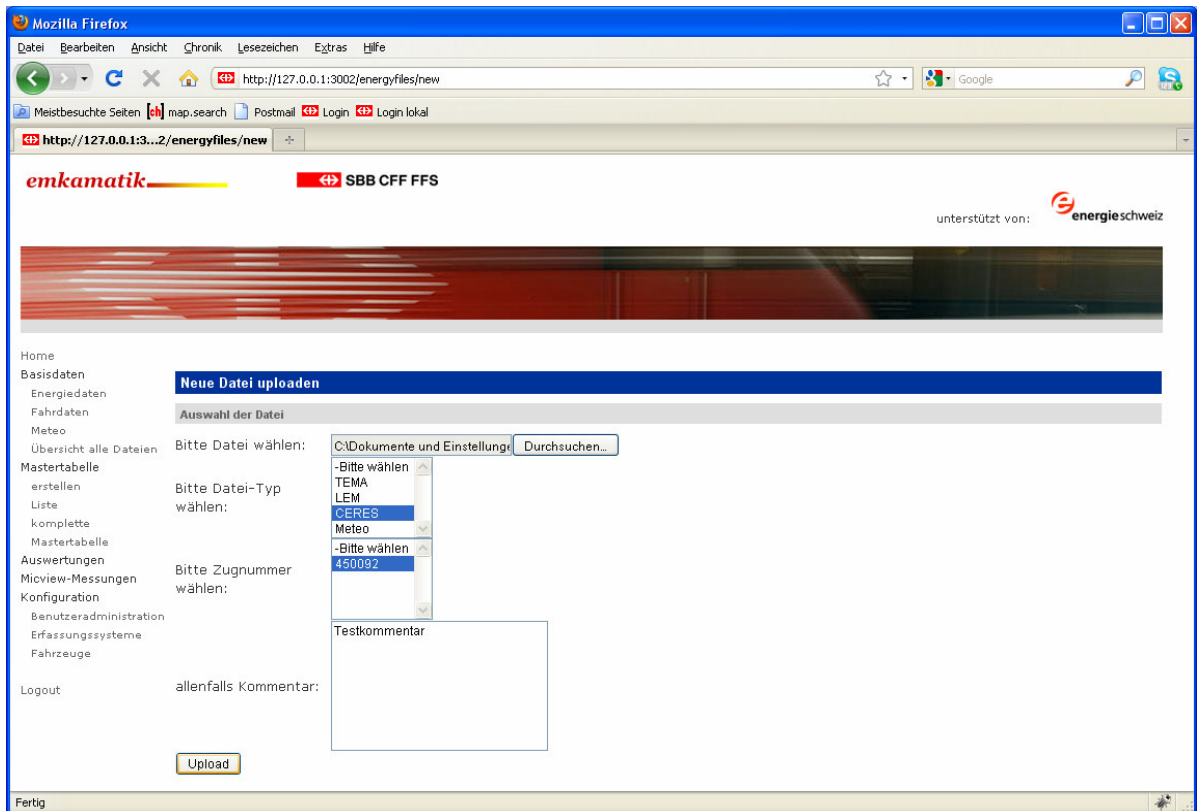 Mozilla Firefox
Datei Bearbeiten Ansicht Chronik Lesezeichen Extras Hilfe
http://127.0.0.1:3002/energyfiles/new
Google
Meistbesuchte Seiten [ch] map.search Postmail Login Login lokal
http://127.0.0.1:3...2/energyfiles/new
emkamatik
SBB CFF FFS
unterstützt von:
energieschweiz
Home
Basisdaten
Energiedaten
Fahrdaten
Meteo
Übersicht alle Dateien
Mastertabelle
erstellen
Liste
komplette
Mastertabelle
Auswertungen
Micview-Messungen
Konfiguration
Benutzeradministration
Erfassungssysteme
Fahrzeuge
Logout
Neue Datei uploaden
Auswahl der Datei
Bitte Datei wählen:
C:\Dokumente und Einstellunge
Durchsuchen...
Bitte Datei-Typ
wählen:
-Bitte wählen
TEMA
LEM
CERES
Meteo
Bitte Zugnummer
wählen:
-Bitte wählen
450092
allenfalls Kommentar:
Testkommentar
Upload
Fertig